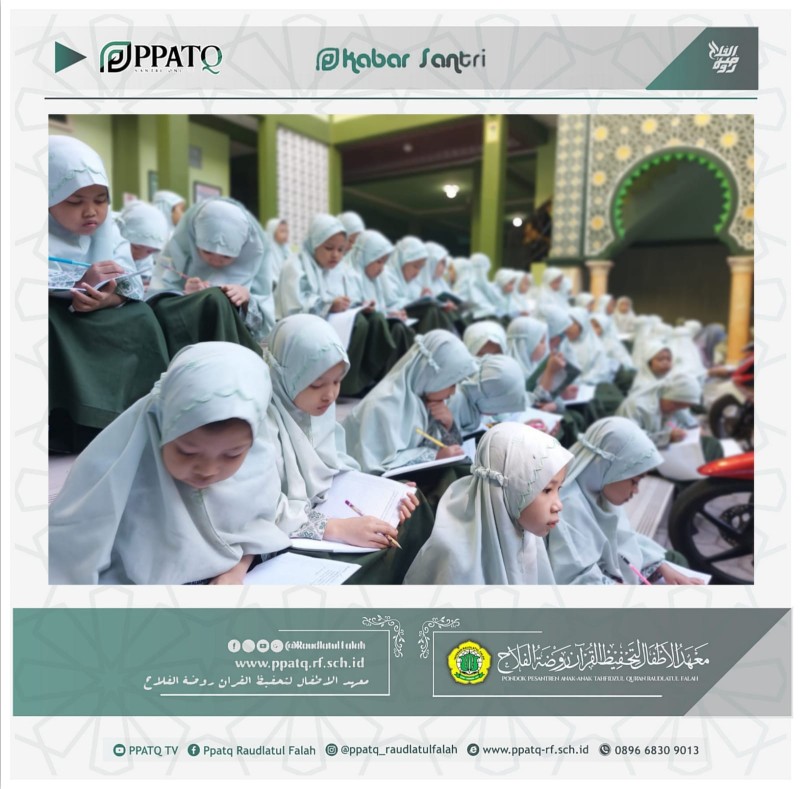 PPATQ
Kabar Santri
@Raudlatul Falah
www.ppatq.rf.sch.id
معهد الاطفال لتحفيظ القران روضة الفلاح
معهد الاطفال لتحفيظ القرآن روضة الفلاح
PONDOK PESANTREN ANAK-ANAK TAHFIDZUL QUR'AN RAUDLATUL FALAH
PPATQ TV Ppatq Raudlatul Falah @ppatq_raudlatulfalah www.ppatq-rf.sch.id 0896 6830 9013